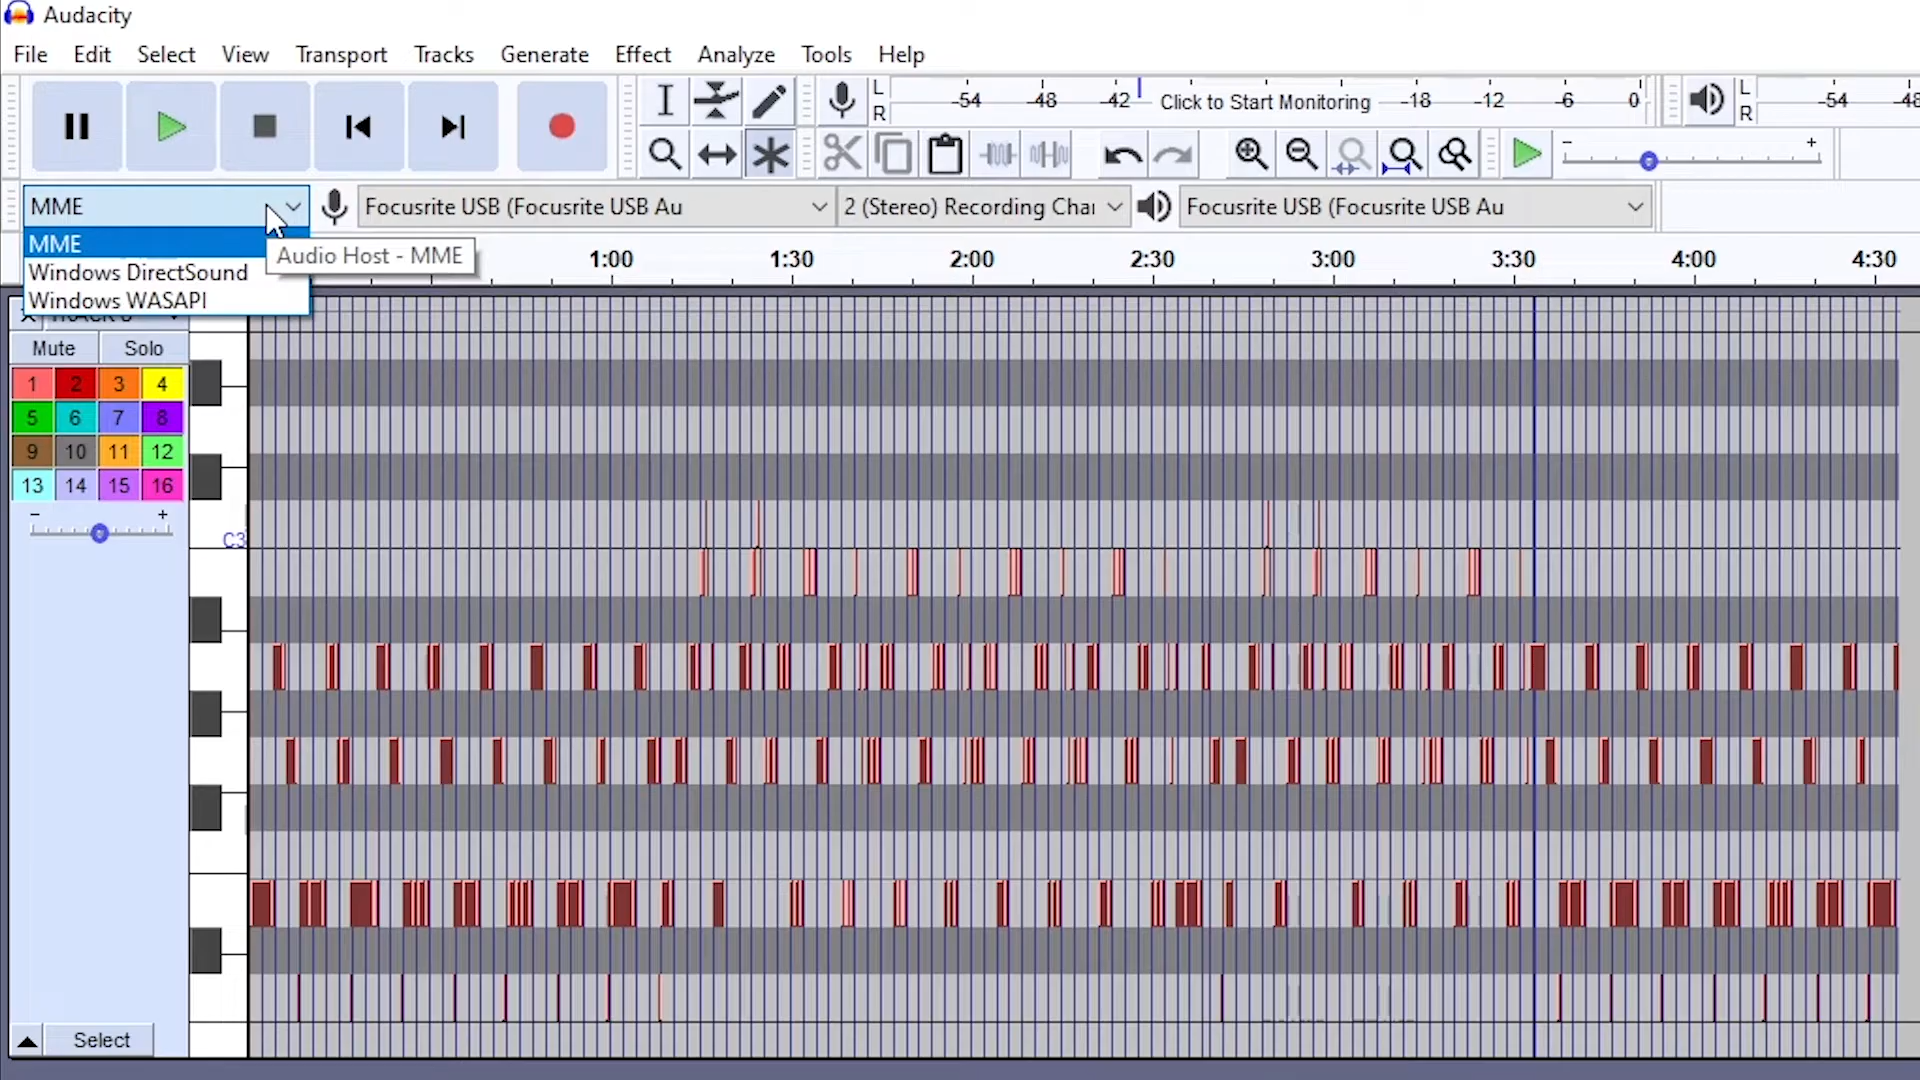 Audacity
File Edit Select View Transport Tracks Generate Effect Analyze Tools Help
L
R
-54 -48 -42 Click to Start Monitoring -18 -12 -6 0
L
R
-54 -48
- +
MME
Focusrite USB (Focusrite USB Au
2 (Stereo) Recording Chai
Focusrite USB (Focusrite USB Au
MME
Audio Host - MME
Windows DirectSound
Windows WASAPI
1:00 1:30 2:00 2:30 3:00 3:30 4:00 4:30
Mute Solo
1 2 3 4
5 6 7 8
9 10 11 12
13 14 15 16
- +
C3
Select